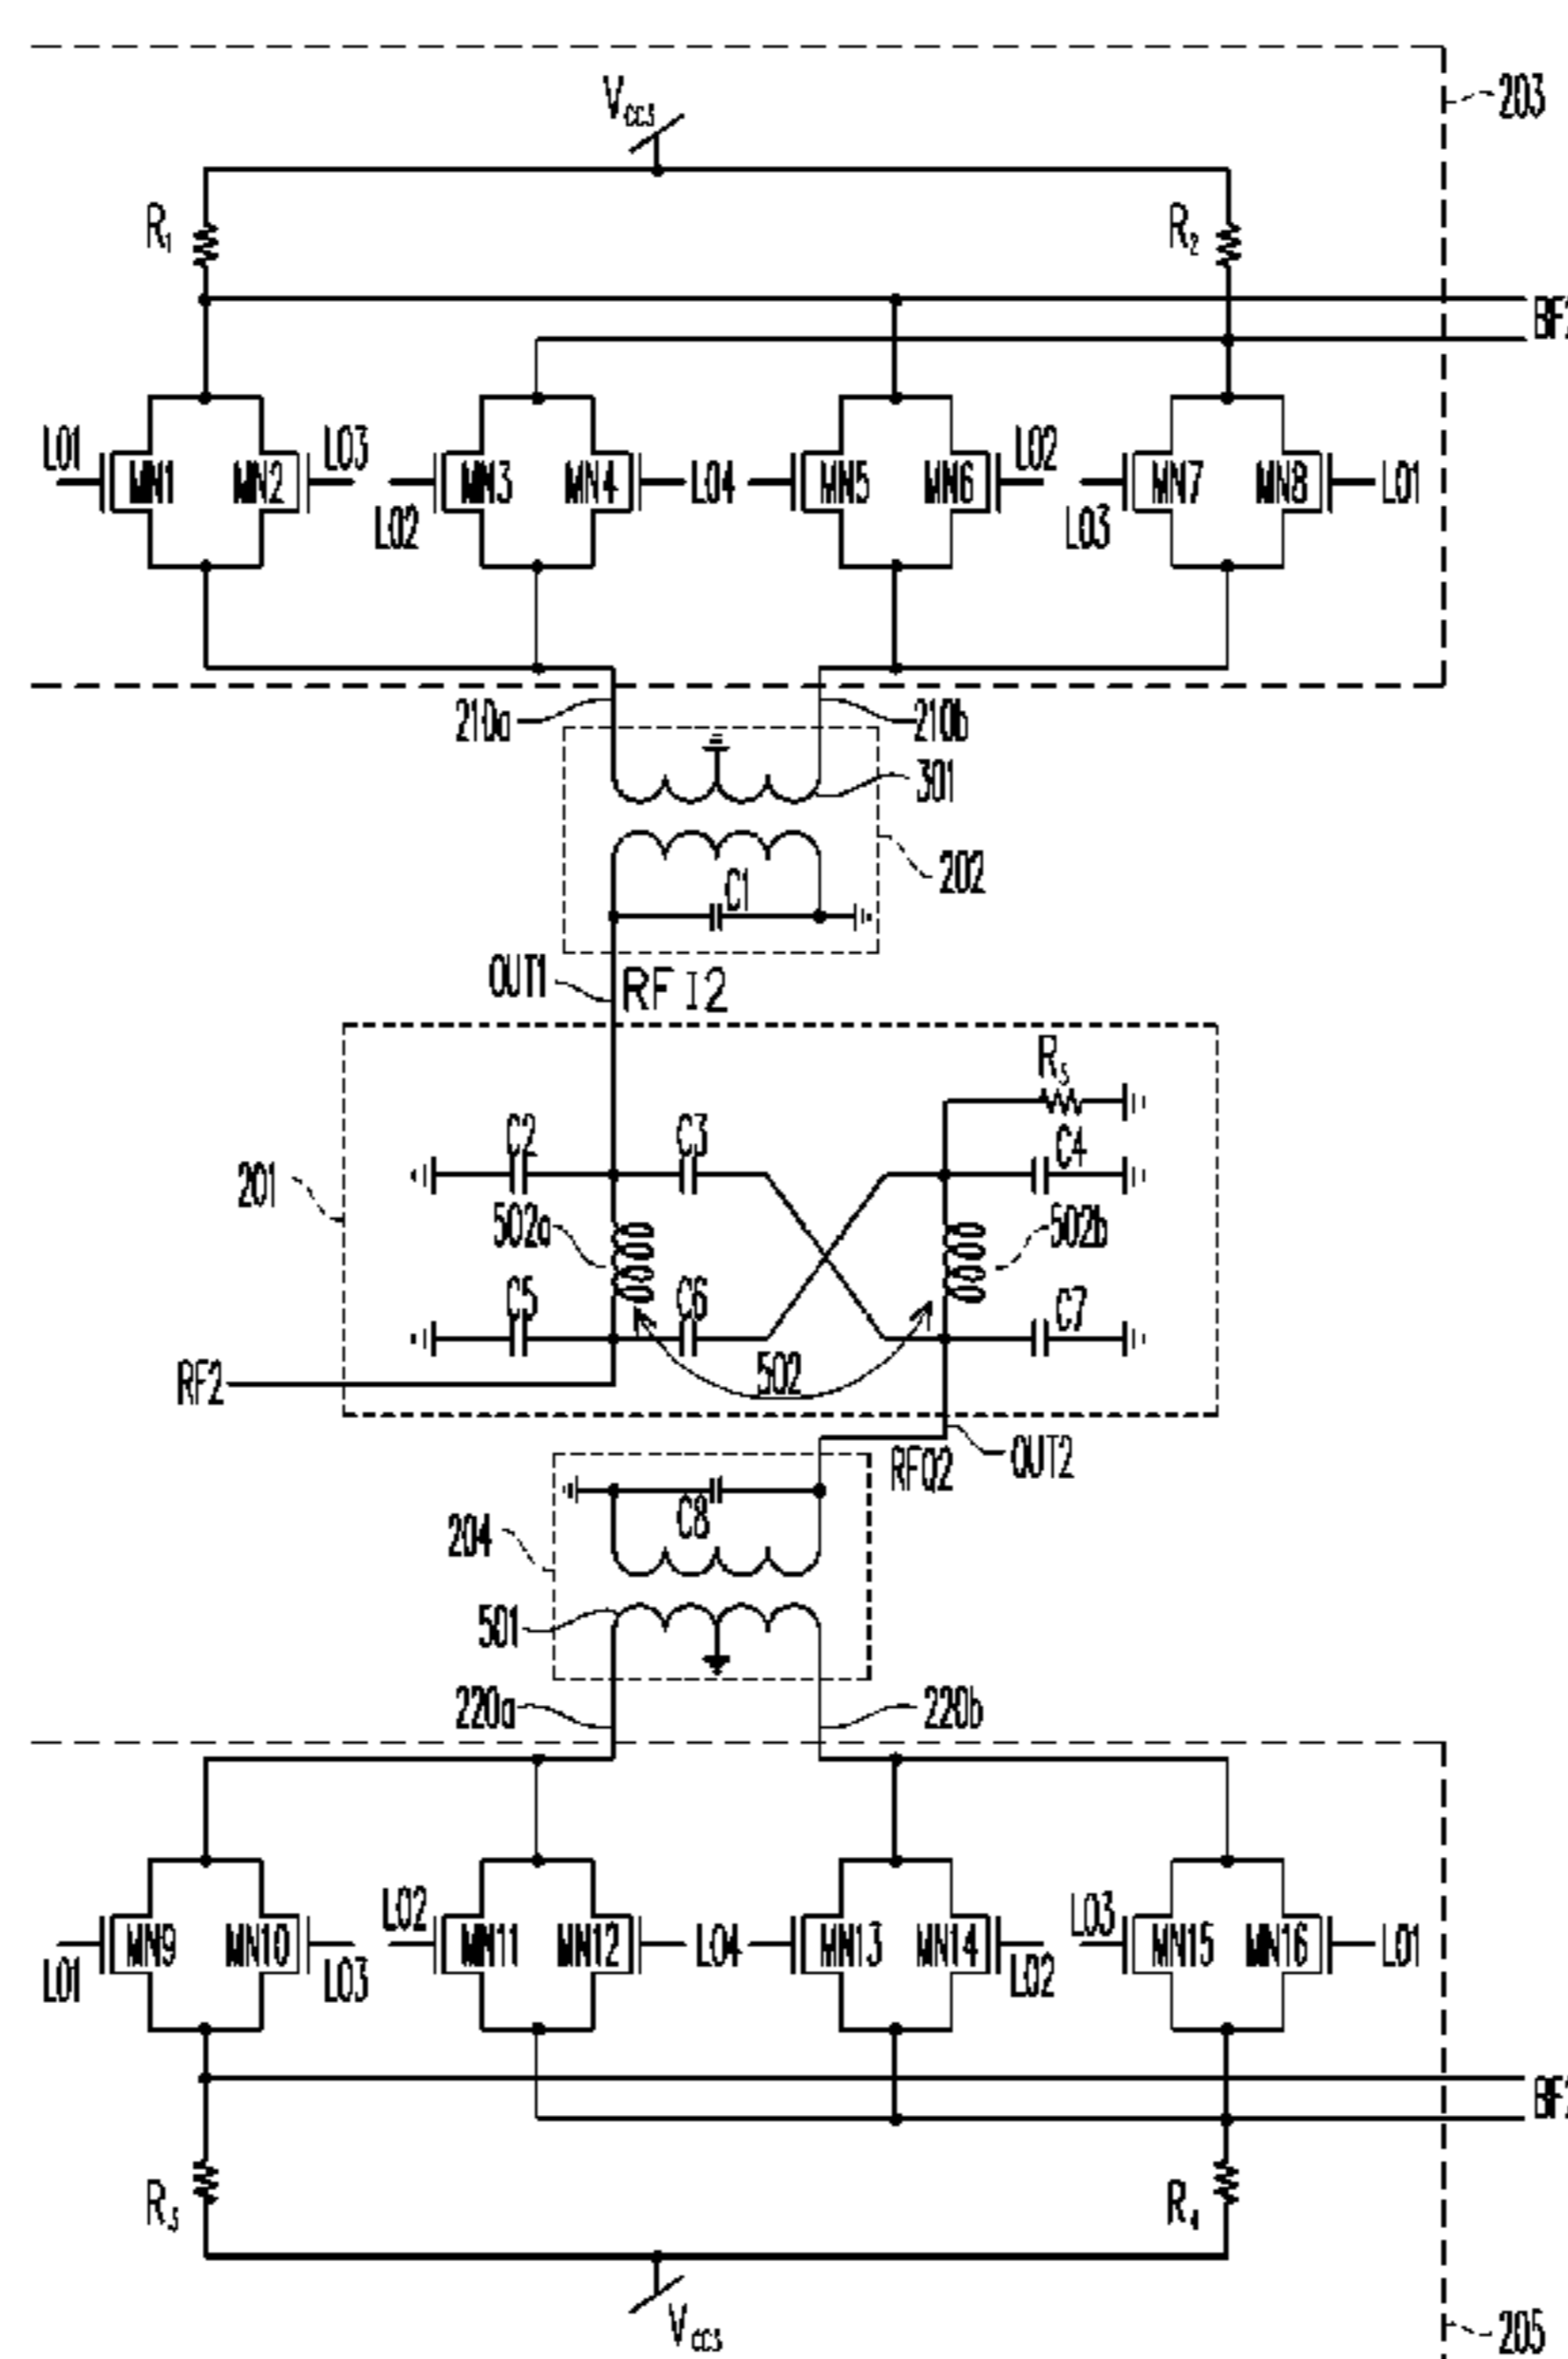 203
Vcc3
R1
R2
LO1 MN1 MN2 LO3 MN3 MN4 LO4 MN5 MN6 LO2 MN7 MN8 LO1
LO2 LO3
210a 210b
301
202
C1
OUT1 RF I2
R5
C2 C3 C4
201
502a 502b
C5 C6 C7
502
RF2
RFQ2 OUT2
C8
204
501
220a 220b
LO2 LO3
MN9 MN10 MN11 MN12 LO4 MN13 MN14 MN15 MN16 LO1
LO1 LO3 LO2
R3 R4
Vcc3
205